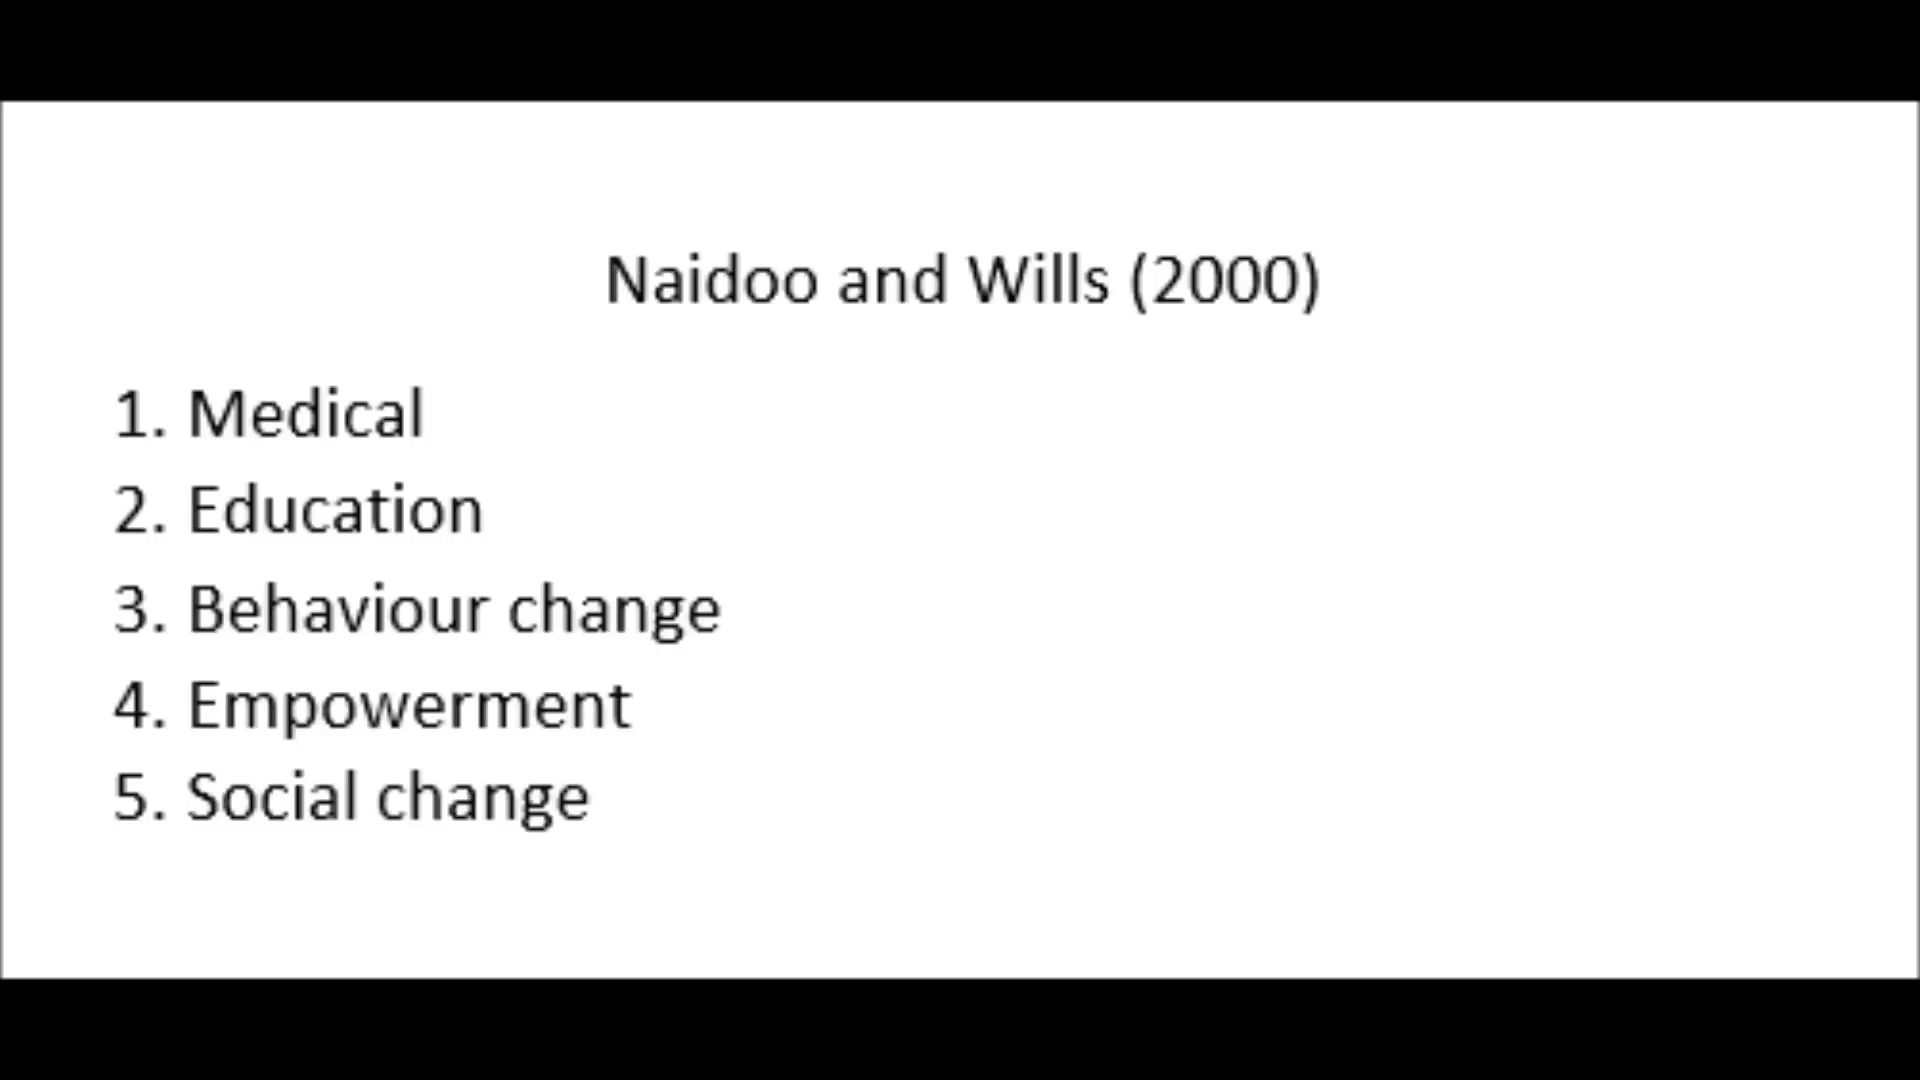 Naidoo and Wills (2000)
1. Medical
2. Education
3. Behaviour change
4. Empowerment
5. Social change